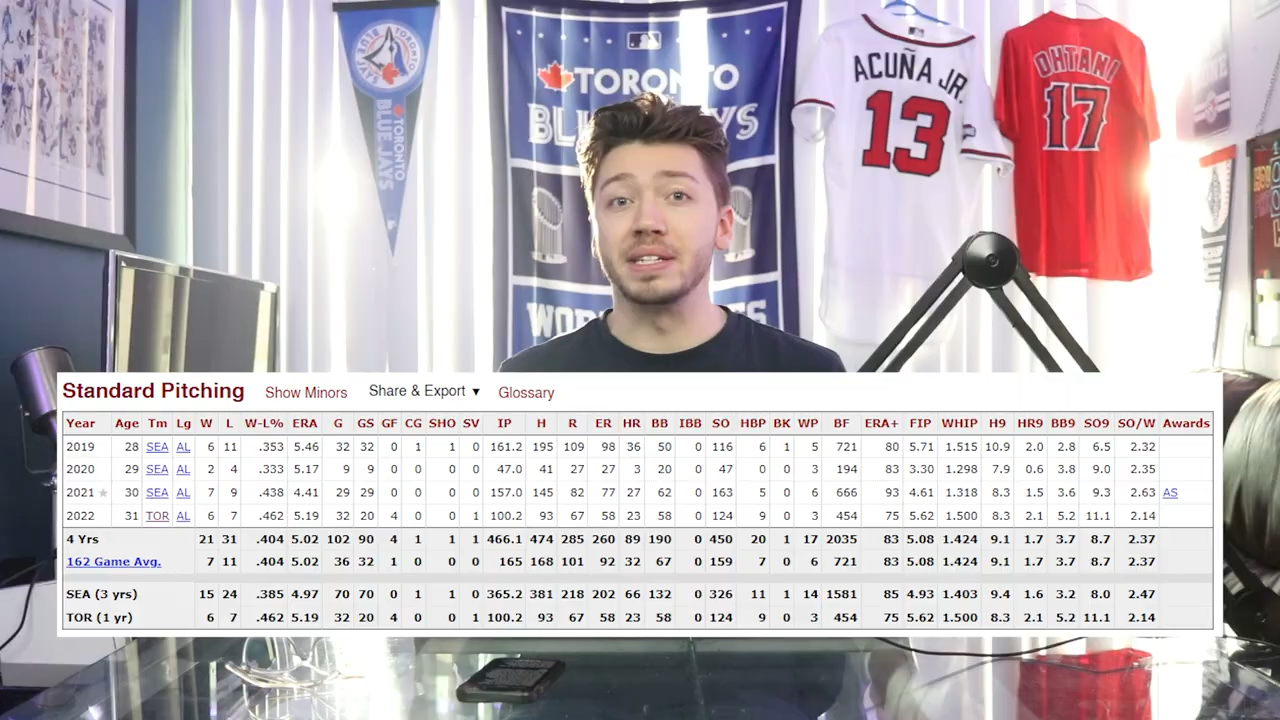 TORONTO
BLUE JAYS
TORONTO
BLUE JAYS
ACUÑA JR.
13
OHTANI
17
Standard Pitching Show Minors Share & Export ▼ Glossary
Year Age Tm Lg W L W-L% ERA G GS GF CG SHO SV IP H R ER HR BB IBB SO HBP BK WP BF ERA+ FIP WHIP H9 HR9 BB9 SO9 SO/W Awards
2019 28 SEA AL 6 11 .353 5.46 32 32 0 1 1 0 161.2 195 109 98 36 50 0 116 6 1 5 721 80 5.71 1.515 10.9 2.0 2.8 6.5 2.32
2020 29 SEA AL 2 4 .333 5.17 9 9 0 0 0 0 47.0 41 27 27 3 20 0 47 0 0 3 194 83 3.30 1.298 7.9 0.6 3.8 9.0 2.35
2021 ★ 30 SEA AL 7 9 .438 4.41 29 29 0 0 0 0 157.0 145 82 77 27 62 0 163 5 0 6 666 93 4.61 1.318 8.3 1.5 3.6 9.3 2.63 AS
2022 31 TOR AL 6 7 .462 5.19 32 20 4 0 0 1 100.2 93 67 58 23 58 0 124 9 0 3 454 75 5.62 1.500 8.3 2.1 5.2 11.1 2.14
4 Yrs 21 31 .404 5.02 102 90 4 1 1 1 466.1 474 285 260 89 190 0 450 20 1 17 2035 83 5.08 1.424 9.1 1.7 3.7 8.7 2.37
162 Game Avg. 7 11 .404 5.02 36 32 1 0 0 0 165 168 101 92 32 67 0 159 7 0 6 721 83 5.08 1.424 9.1 1.7 3.7 8.7 2.37
SEA (3 yrs) 15 24 .385 4.97 70 70 0 1 1 0 365.2 381 218 202 66 132 0 326 11 1 14 1581 85 4.93 1.403 9.4 1.6 3.2 8.0 2.47
TOR (1 yr) 6 7 .462 5.19 32 20 4 0 0 1 100.2 93 67 58 23 58 0 124 9 0 3 454 75 5.62 1.500 8.3 2.1 5.2 11.1 2.14